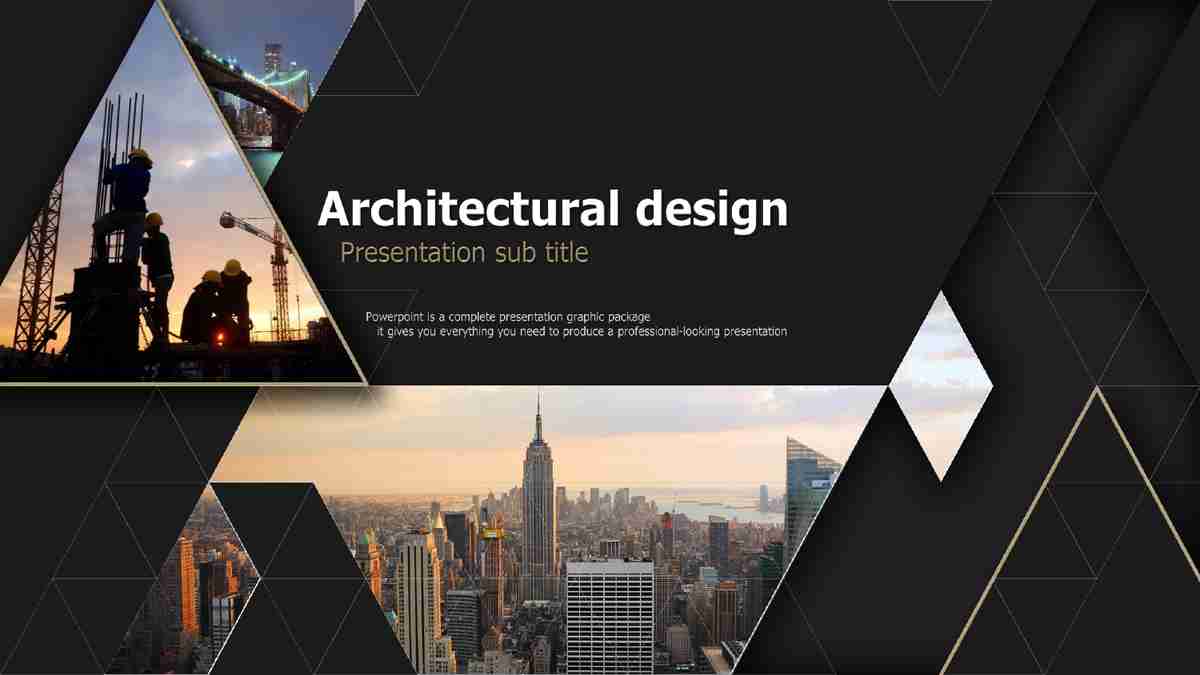 Architectural design
Presentation sub title
Powerpoint is a complete presentation graphic package
it gives you everything you need to produce a professional-looking presentation